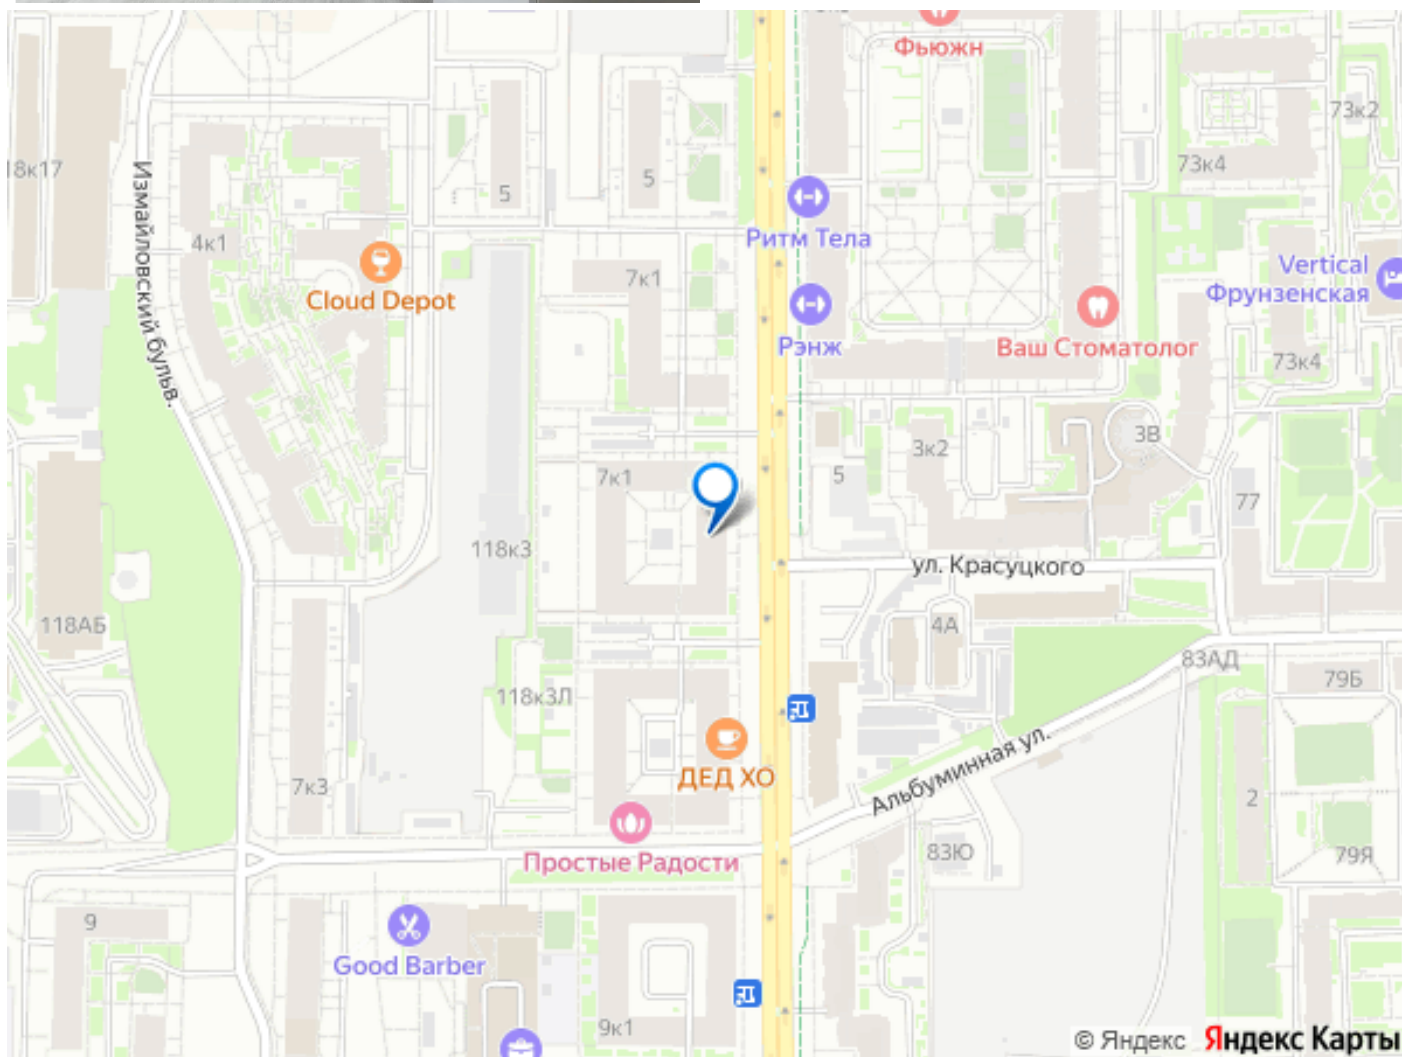 Фьюжн
73к2
18к17
73к4
5
5
Измайловский бульв.
4к1
Ритм Тела
Vertical
Фрунзенская
7к1
Cloud Depot
Рэнж
Ваш Стоматолог
73к4
3В
3к2
7к1
5
77
118к3
ул. Красуцкого
118АБ
4А
83АД
79Б
118к3Л
Альбуминная ул.
ДЕД ХО
7к3
2
Простые Радости
83Ю
79Я
9
Good Barber
9к1
© Яндекс Яндекс Карты